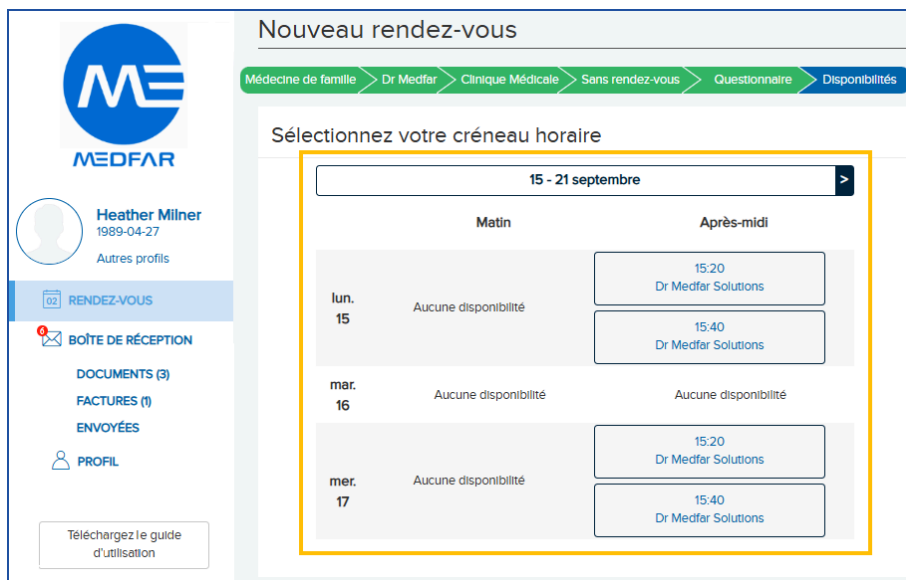 ME
MEDFAR
Heather Milner
1989-04-27
Autres profils
02 RENDEZ-VOUS
6 BOÎTE DE RÉCEPTION
DOCUMENTS (3)
FACTURES (1)
ENVOYÉES
PROFIL
Téléchargez le guide
d'utilisation
Nouveau rendez-vous
Médecine de famille Dr Medfar Clinique Médicale Sans rendez-vous Questionnaire Disponibilités
Sélectionnez votre créneau horaire
15 - 21 septembre >
Matin Après-midi
lun.
15
Aucune disponibilité
15:20
Dr Medfar Solutions
15:40
Dr Medfar Solutions
mar.
16
Aucune disponibilité Aucune disponibilité
mer.
17
Aucune disponibilité
15:20
Dr Medfar Solutions
15:40
Dr Medfar Solutions